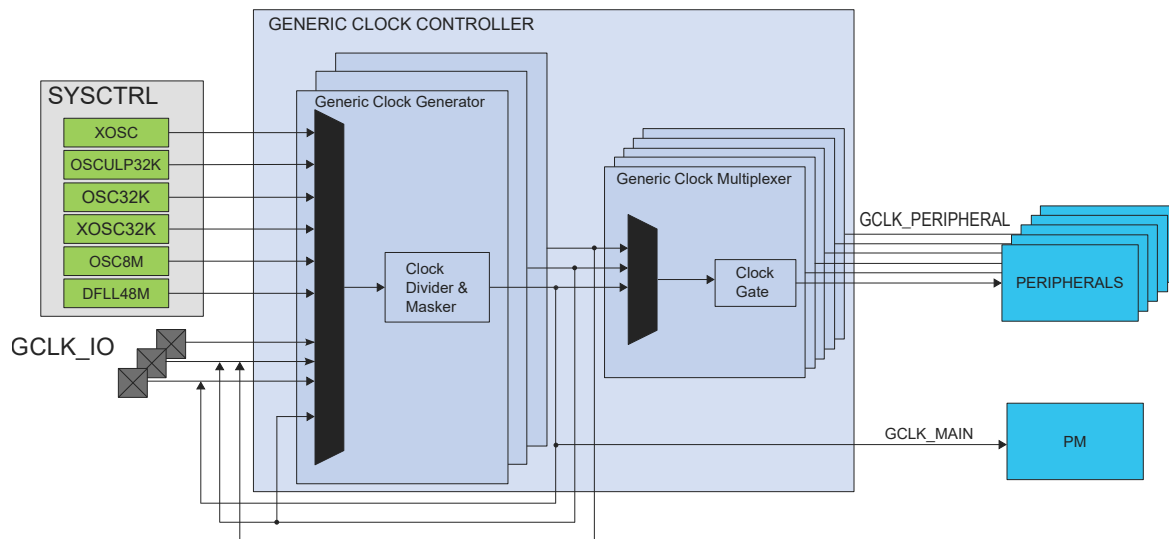 GENERIC CLOCK CONTROLLER
SYSCTRL
XOSC
OSCULP32K
OSC32K
XOSC32K
OSC8M
DFLL48M
GCLK_IO
Generic Clock Generator
Clock
Divider &
Masker
Generic Clock Multiplexer
Clock
Gate
GCLK_PERIPHERAL
PERIPHERALS
GCLK_MAIN
PM